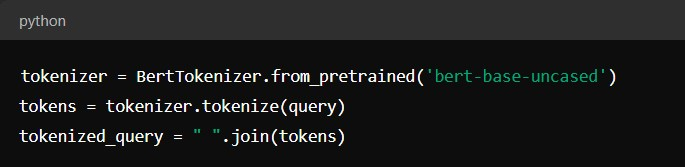 python
tokenizer = BertTokenizer.from_pretrained('bert-base-uncased')
tokens = tokenizer.tokenize(query)
tokenized_query = " ".join(tokens)